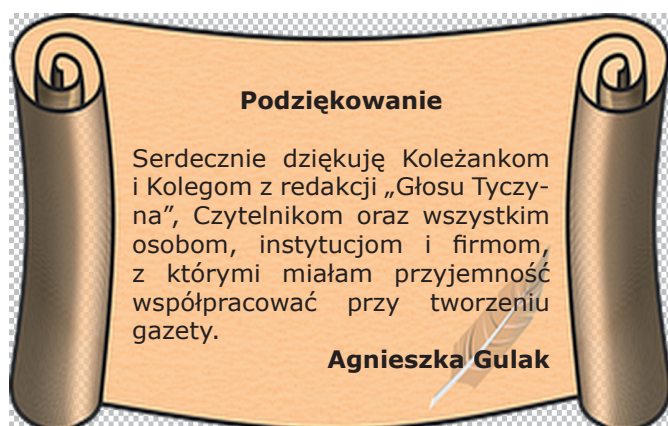 Podziękowanie
Serdecznie dziękuję Koleżankom
i Kolegom z redakcji „Głosu Tyczy-
na”, Czytelnikom oraz wszystkim
osobom, instytucjom i firmom,
z którymi miałam przyjemność
współpracować przy tworzeniu
gazety.
Agnieszka Gulak